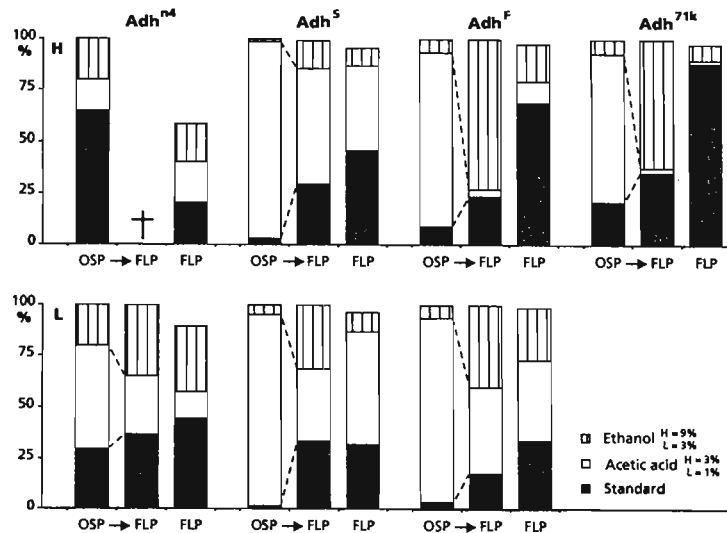 Adh^n4 Adh^S Adh^F Adh^71k
100
% H
75
50
25
0
OSP → FLP FLP OSP → FLP FLP OSP → FLP FLP OSP → FLP FLP
100
% L
75
50
25
0
Ethanol H = 9% L = 3%
Acetic acid H = 3% L = 1%
Standard
OSP → FLP FLP OSP → FLP FLP OSP → FLP FLP